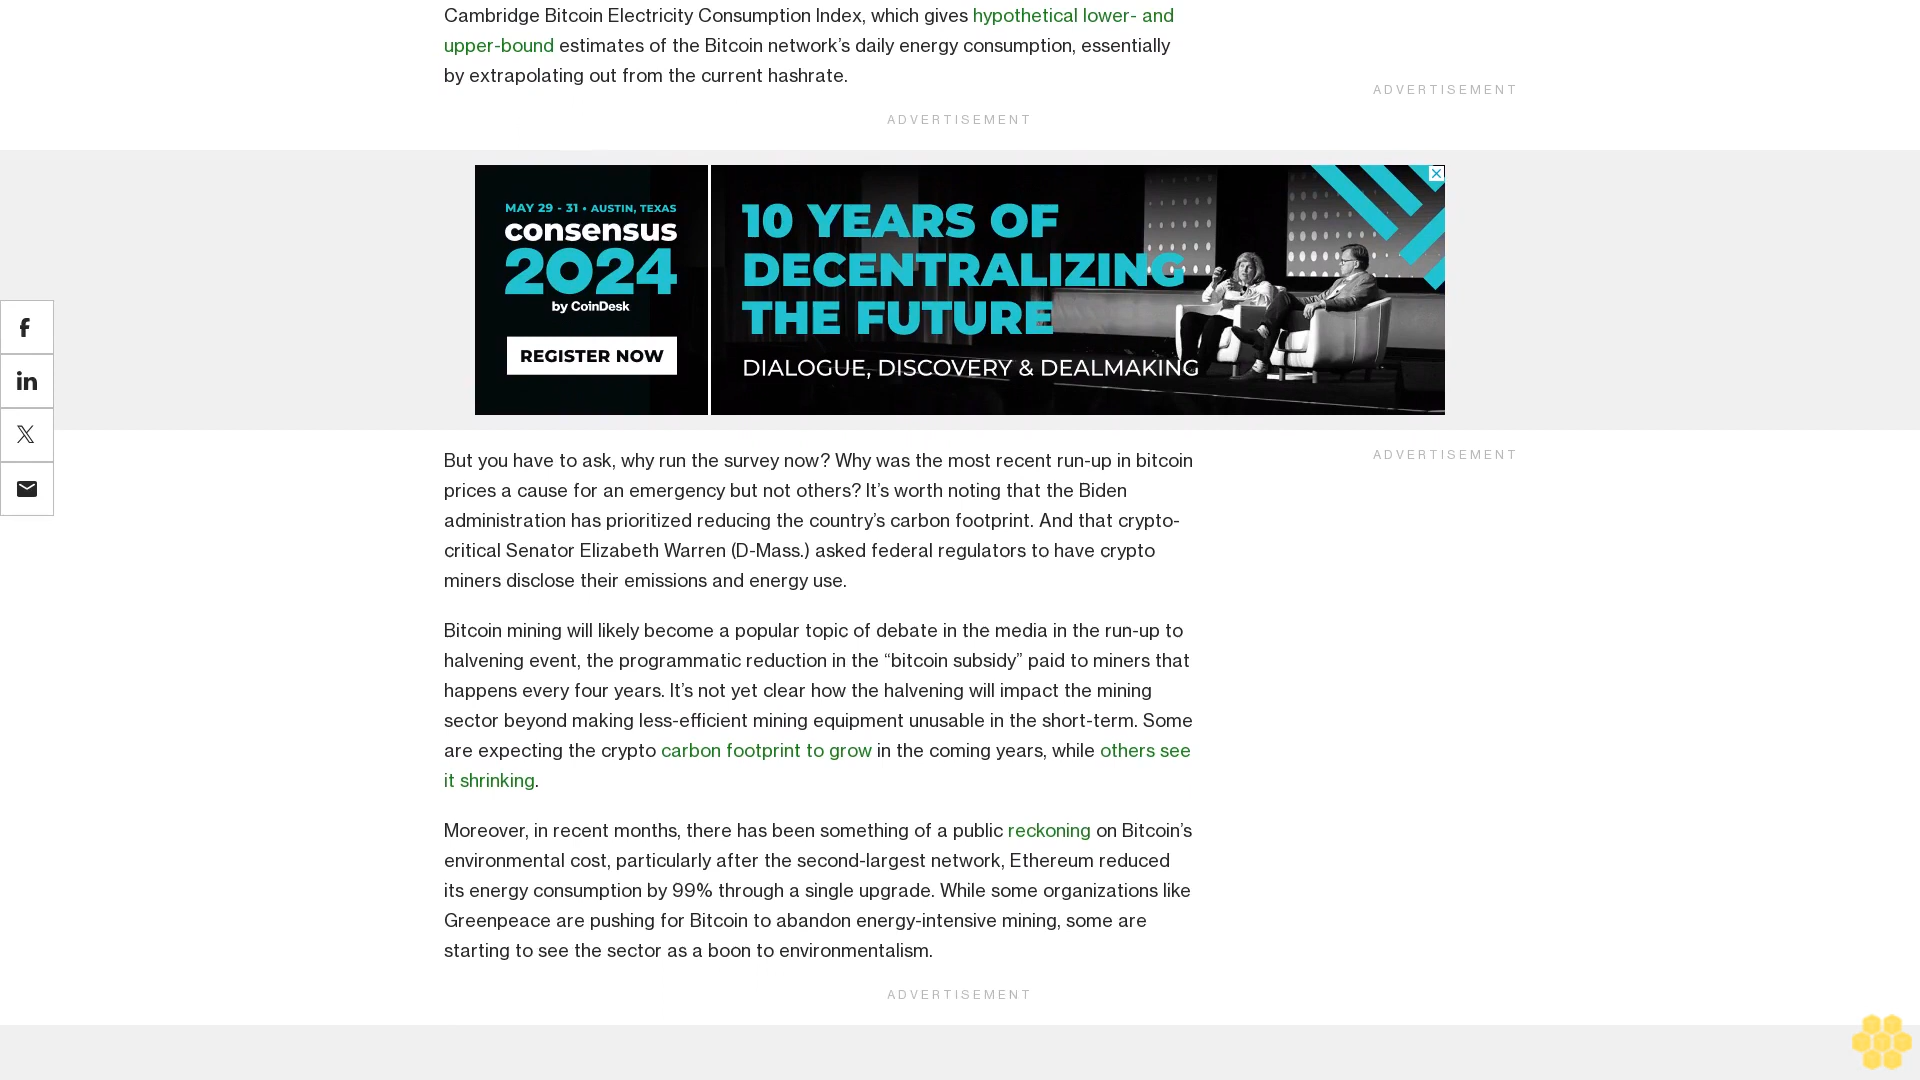 Cambridge Bitcoin Electricity Consumption Index, which gives hypothetical lower- and
upper-bound estimates of the Bitcoin network’s daily energy consumption, essentially
by extrapolating out from the current hashrate.
ADVERTISEMENT
ADVERTISEMENT
MAY 29 - 31 • AUSTIN, TEXAS
consensus
2024
by CoinDesk
REGISTER NOW
10 YEARS OF
DECENTRALIZING
THE FUTURE
DIALOGUE, DISCOVERY & DEALMAKING
But you have to ask, why run the survey now? Why was the most recent run-up in bitcoin
prices a cause for an emergency but not others? It’s worth noting that the Biden
administration has prioritized reducing the country’s carbon footprint. And that crypto-
critical Senator Elizabeth Warren (D-Mass.) asked federal regulators to have crypto
miners disclose their emissions and energy use.
ADVERTISEMENT
Bitcoin mining will likely become a popular topic of debate in the media in the run-up to
halvening event, the programmatic reduction in the “bitcoin subsidy” paid to miners that
happens every four years. It’s not yet clear how the halvening will impact the mining
sector beyond making less-efficient mining equipment unusable in the short-term. Some
are expecting the crypto carbon footprint to grow in the coming years, while others see
it shrinking.
Moreover, in recent months, there has been something of a public reckoning on Bitcoin’s
environmental cost, particularly after the second-largest network, Ethereum reduced
its energy consumption by 99% through a single upgrade. While some organizations like
Greenpeace are pushing for Bitcoin to abandon energy-intensive mining, some are
starting to see the sector as a boon to environmentalism.
ADVERTISEMENT